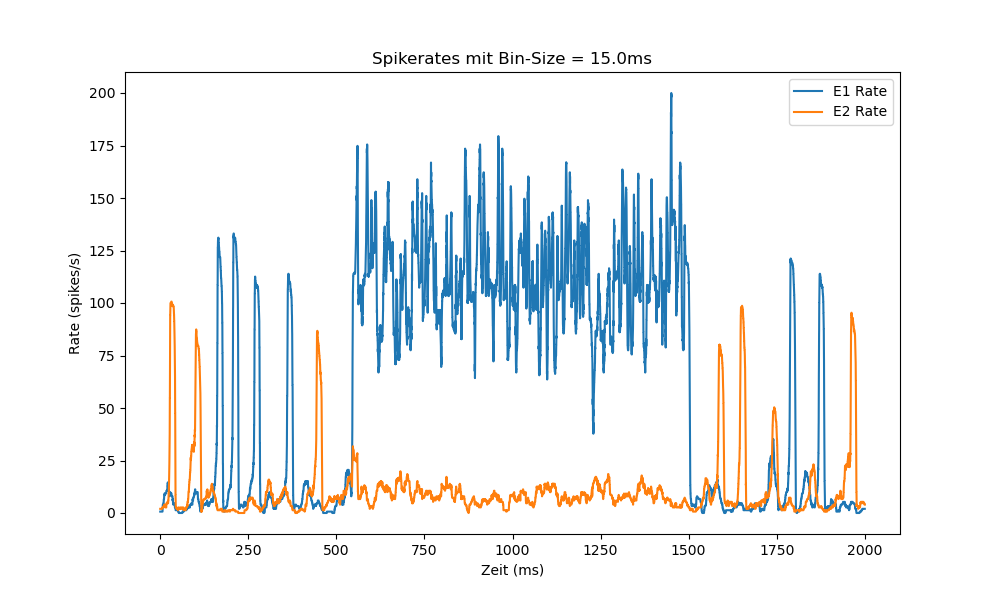 Spikerates mit Bin-Size = 15.0ms
E1 Rate
E2 Rate
Rate (spikes/s)
200
175
150
125
100
75
50
25
0
0 250 500 750 1000 1250 1500 1750 2000
Zeit (ms)